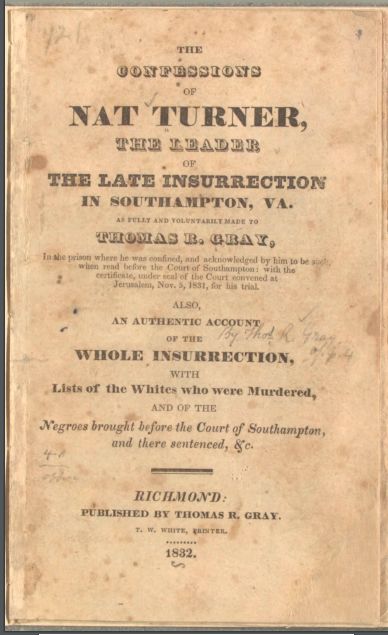 421
THE
CONFESSIONS
OF
NAT TURNER,
THE LEADER
OF
THE LATE INSURRECTION
IN SOUTHAMPTON, VA.
AS FULLY AND VOLUNTARILY MADE TO
THOMAS R. GRAY,
In the prison where he was confined, and acknowledged by him to be such,
when read before the Court of Southampton: with the
certificate, under seal of the Court convened at
Jerusalem, Nov. 5, 1831, for his trial.
ALSO,
AN AUTHENTIC ACCOUNT
By Thos. R. Gray
OF THE
WHOLE INSURRECTION,
WITH
Lists of the Whites who were Murdered,
AND OF THE
Negroes brought before the Court of Southampton,
and there sentenced, &c.
RICHMOND:
PUBLISHED BY THOMAS R. GRAY.
T. W. WHITE, PRINTER.
1832.